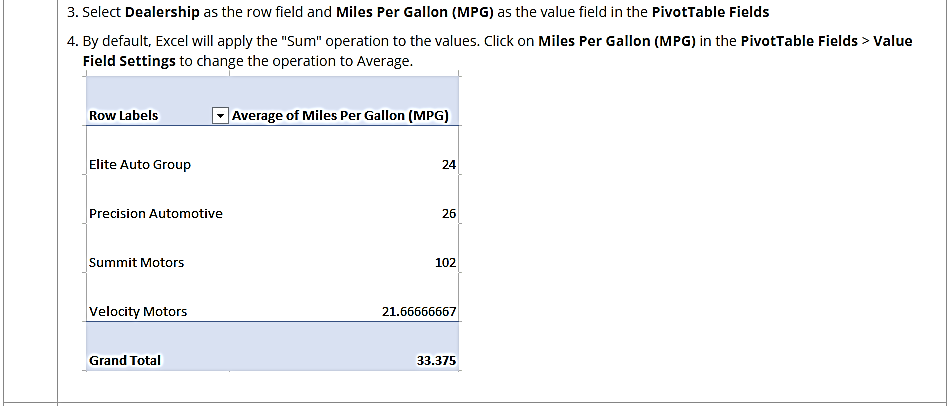 3. Select Dealership as the row field and Miles Per Gallon (MPG) as the value field in the PivotTable Fields
4. By default, Excel will apply the "Sum" operation to the values. Click on Miles Per Gallon (MPG) in the PivotTable Fields > Value
Field Settings to change the operation to Average.
Row Labels Average of Miles Per Gallon (MPG)
Elite Auto Group 24
Precision Automotive 26
Summit Motors 102
Velocity Motors 21.66666667
Grand Total 33.375